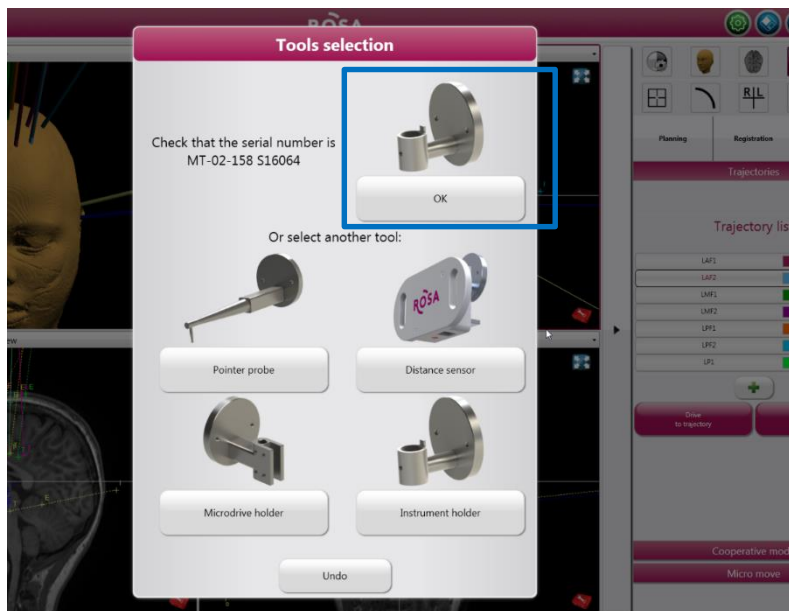 ROSA
Tools selection
Check that the serial number is
MT-02-158 S16064
OK
Or select another tool:
ROSA
Pointer probe
Distance sensor
Microdrive holder
Instrument holder
Undo
R L
Planning
Registration
Trajectories
Trajectory lis
LAF1
LAF2
LMF1
LMF2
LPF1
LPF2
LP1
Drive
to trajectory
Cooperative mod
Micro move
ew